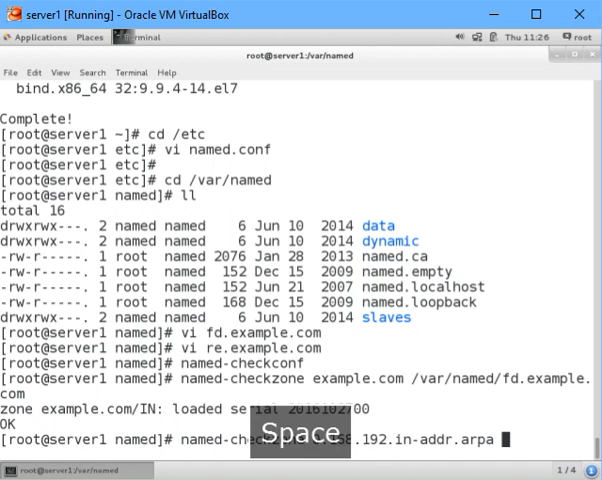 server1 [Running] - Oracle VM VirtualBox
Applications Places Terminal Thu 11:26 root
root@server1:/var/named
File Edit View Search Terminal Help
bind.x86_64 32:9.9.4-14.el7
Complete!
[root@server1 ~]# cd /etc
[root@server1 etc]# vi named.conf
[root@server1 etc]#
[root@server1 etc]# cd /var/named
[root@server1 named]# ll
total 16
drwxrwx---. 2 named named 6 Jun 10 2014 data
drwxrwx---. 2 named named 6 Jun 10 2014 dynamic
-rw-r-----. 1 root named 2076 Jan 28 2013 named.ca
-rw-r-----. 1 root named 152 Dec 15 2009 named.empty
-rw-r-----. 1 root named 152 Jun 21 2007 named.localhost
-rw-r-----. 1 root named 168 Dec 15 2009 named.loopback
drwxrwx---. 2 named named 6 Jun 10 2014 slaves
[root@server1 named]# vi fd.example.com
[root@server1 named]# vi re.example.com
[root@server1 named]# named-checkconf
[root@server1 named]# named-checkzone example.com /var/named/fd.example.
com
zone example.com/IN: loaded serial 2016102700
OK
[root@server1 named]# named-checkzone 0.168.192.in-addr.arpa
Space
root@server1:/var/named 1 / 4